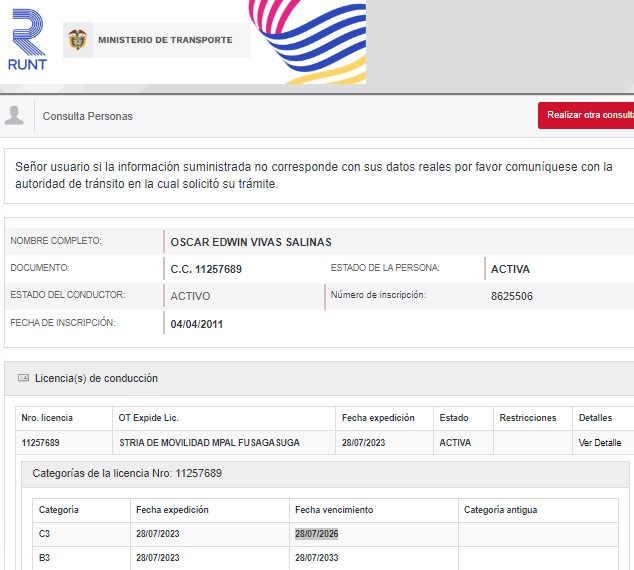 RUNT
MINISTERIO DE TRANSPORTE
Consulta Personas
Realizar otra consulta
Señor usuario si la información suministrada no corresponde con sus datos reales por favor comuníquese con la
autoridad de tránsito en la cual solicitó su trámite.
NOMBRE COMPLETO: OSCAR EDWIN VIVAS SALINAS
DOCUMENTO: C.C. 11257689 ESTADO DE LA PERSONA: ACTIVA
ESTADO DEL CONDUCTOR: ACTIVO Número de inscripción: 8625506
FECHA DE INSCRIPCIÓN: 04/04/2011
Licencia(s) de conducción
Nro. licencia OT Expide Lic. Fecha expedición Estado Restricciones Detalles
11257689 STRIA DE MOVILIDAD MPAL FUSAGASUGA 28/07/2023 ACTIVA Ver Detalle
Categorías de la licencia Nro: 11257689
Categoría Fecha expedición Fecha vencimiento Categoría antigua
C3 28/07/2023 28/07/2026
B3 28/07/2023 28/07/2033